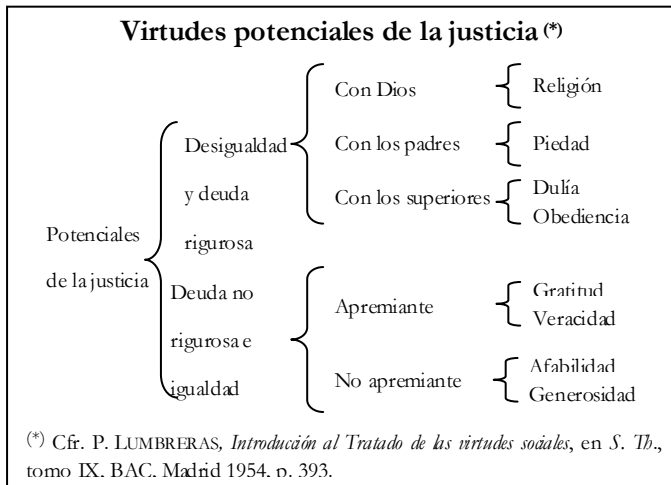 Virtudes potenciales de la justicia (*)
Potenciales
de la justicia
Desigualdad
y deuda
rigurosa
Con Dios
Religión
Con los padres
Piedad
Con los superiores
Dulía
Obediencia
Deuda no
rigurosa e
igualdad
Apremiante
Gratitud
Veracidad
No apremiante
Afabilidad
Generosidad
(*) Cfr. P. LUMBRERAS, Introducción al Tratado de las virtudes sociales, en S. Th.,
tomo IX, BAC, Madrid 1954, p. 393.